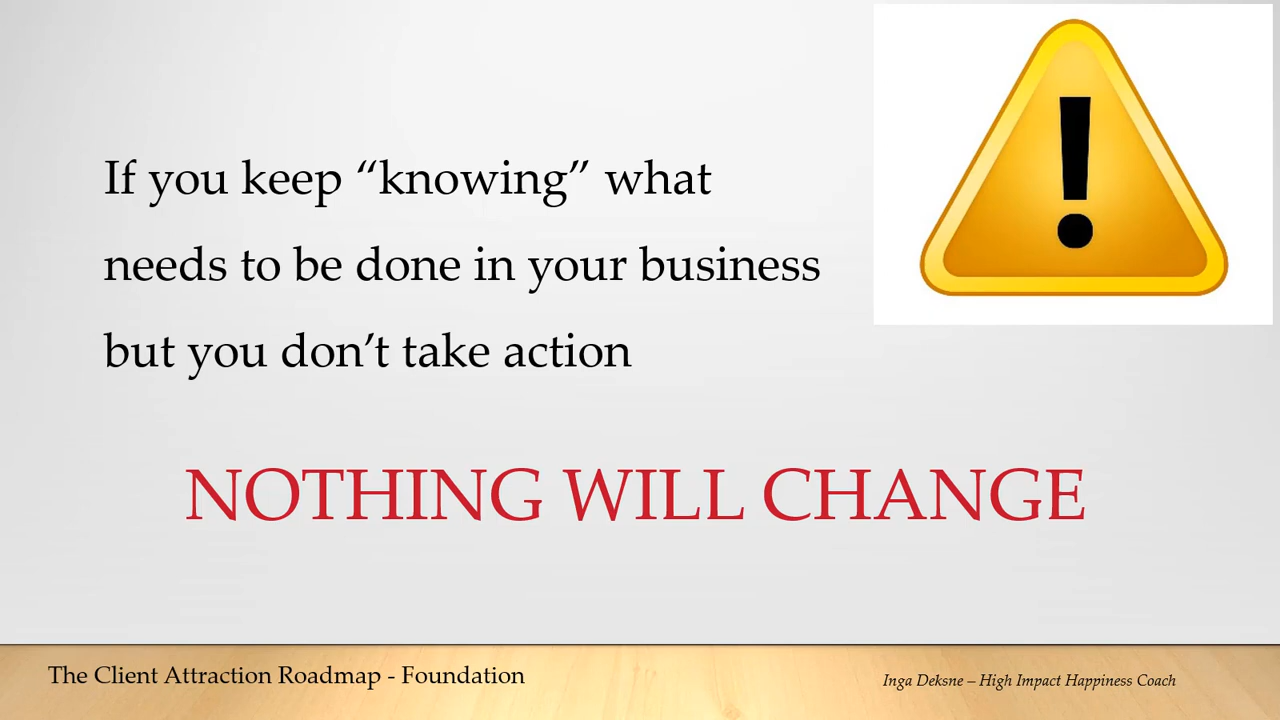 If you keep “knowing” what
needs to be done in your business
but you don’t take action
NOTHING WILL CHANGE
The Client Attraction Roadmap - Foundation
Inga Deksne – High Impact Happiness Coach